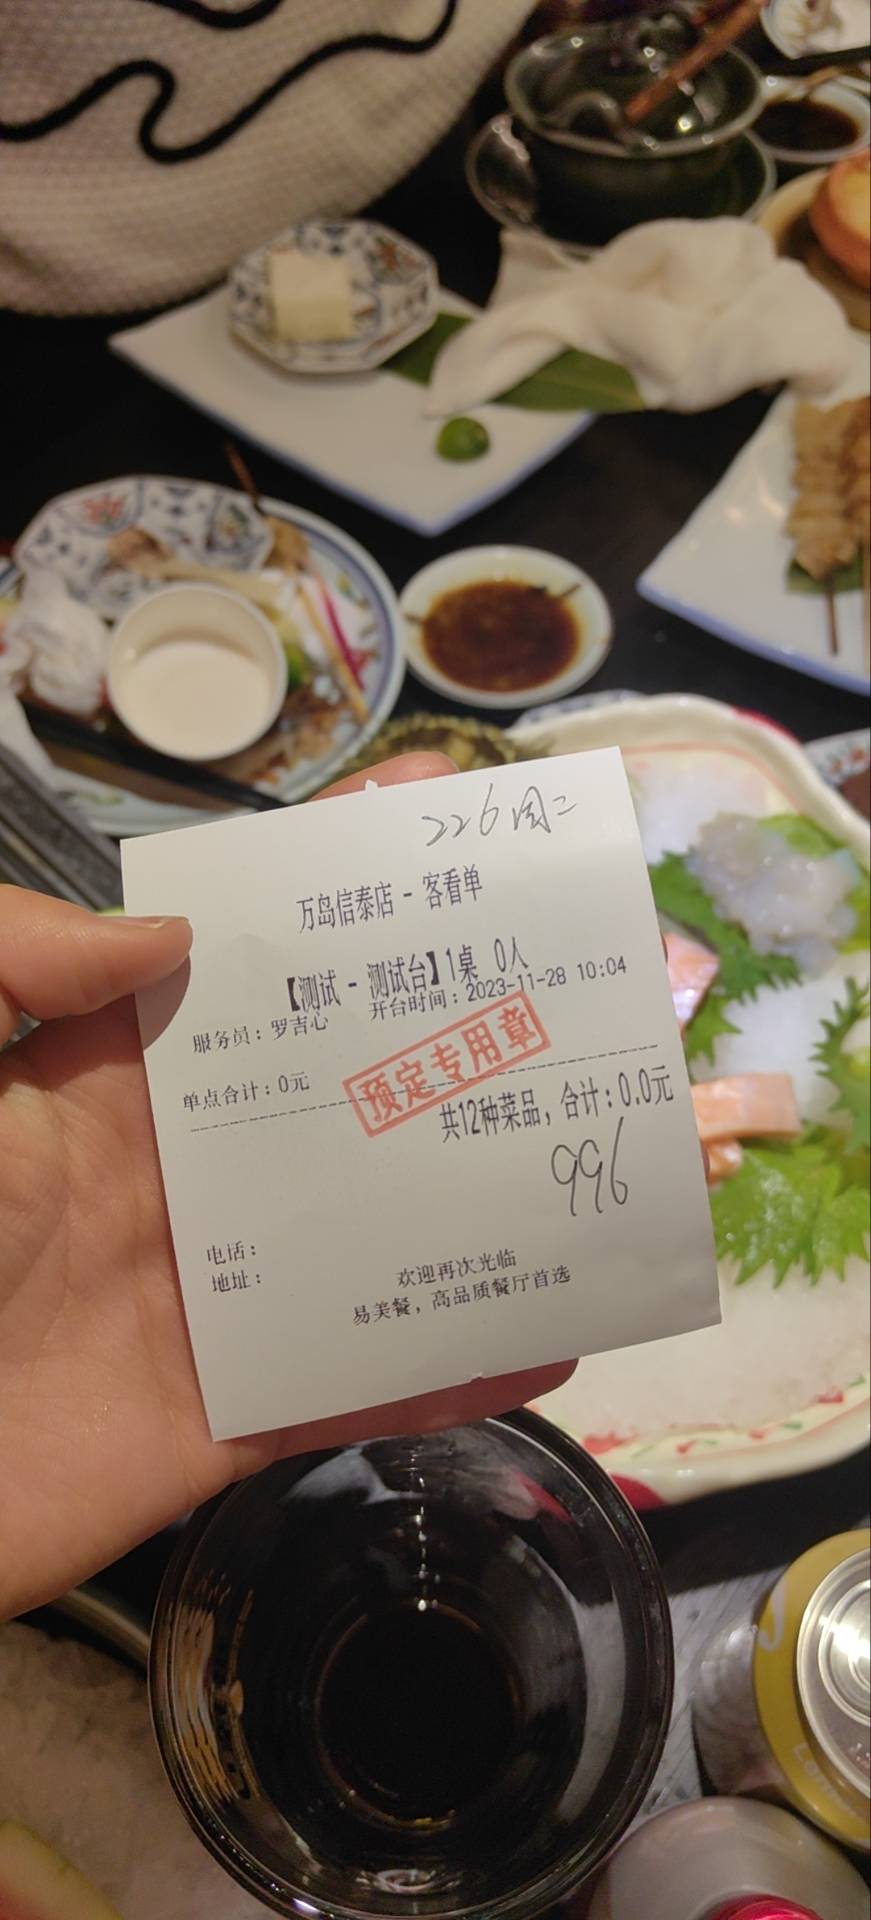 226 周二
万岛信泰店 - 客看单
【测试 - 测试台】1桌 0人
服务员：罗吉心 开台时间：2023-11-28 10:04
预定专用章
单点合计：0元
共12种菜品，合计：0.0元
996
电话：
地址：
欢迎再次光临
易美餐，高品质餐厅首选